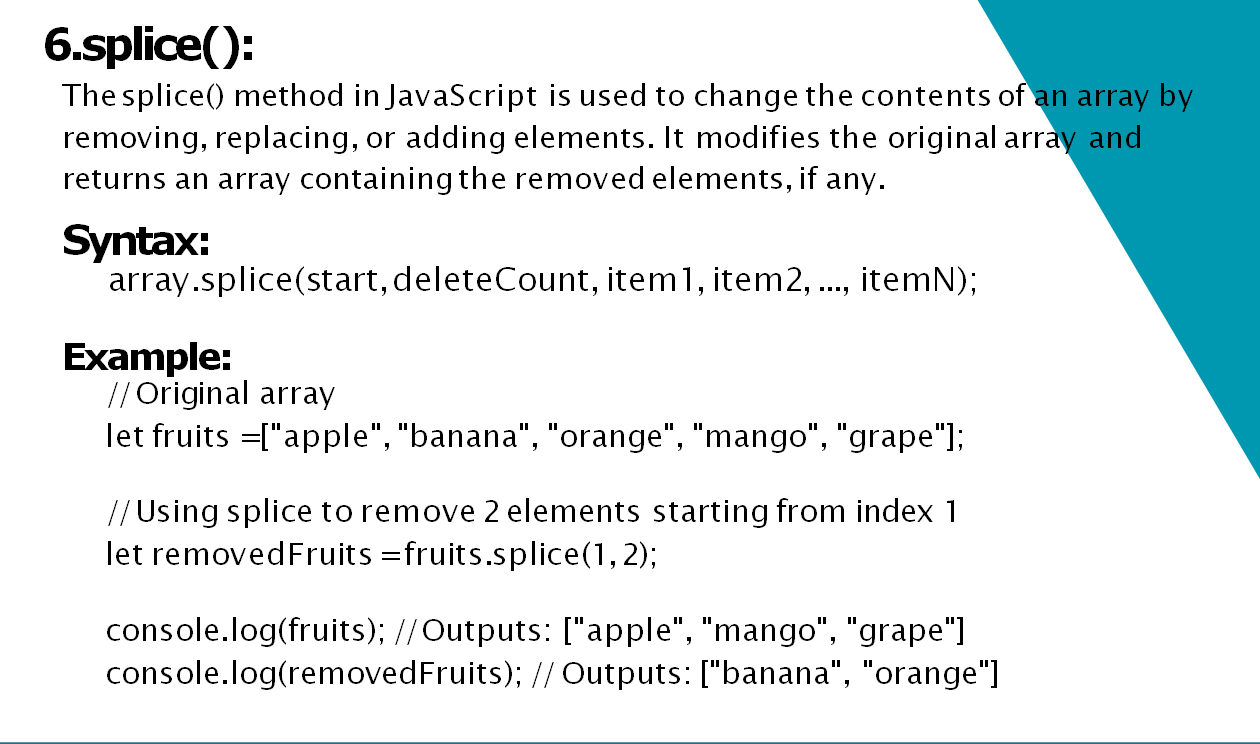 6.splice():
The splice() method in JavaScript is used to change the contents of an array by
removing, replacing, or adding elements. It modifies the original array and
returns an array containing the removed elements, if any.
Syntax:
array.splice(start, deleteCount, item1, item2, ..., itemN);
Example:
// Original array
let fruits =["apple", "banana", "orange", "mango", "grape"];
// Using splice to remove 2 elements starting from index 1
let removedFruits =fruits.splice(1, 2);
console.log(fruits); // Outputs: ["apple", "mango", "grape"]
console.log(removedFruits); // Outputs: ["banana", "orange"]